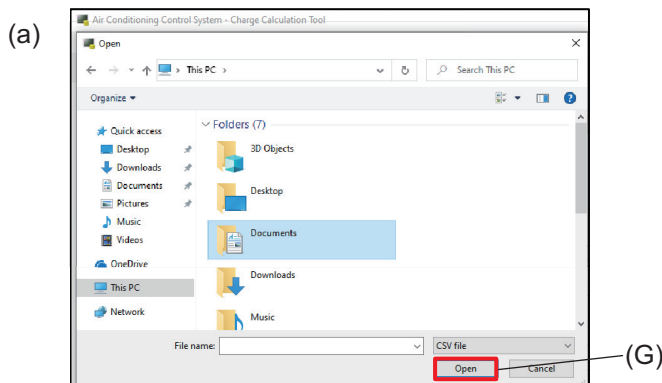 (a)
Air Conditioning Control System - Charge Calculation Tool
Open
This PC
Search This PC
Organize
Quick access
Desktop
Downloads
Documents
Pictures
Music
Videos
OneDrive
This PC
Network
Folders (7)
3D Objects
Desktop
Documents
Downloads
Music
File name:
CSV file
Open
Cancel
(G)